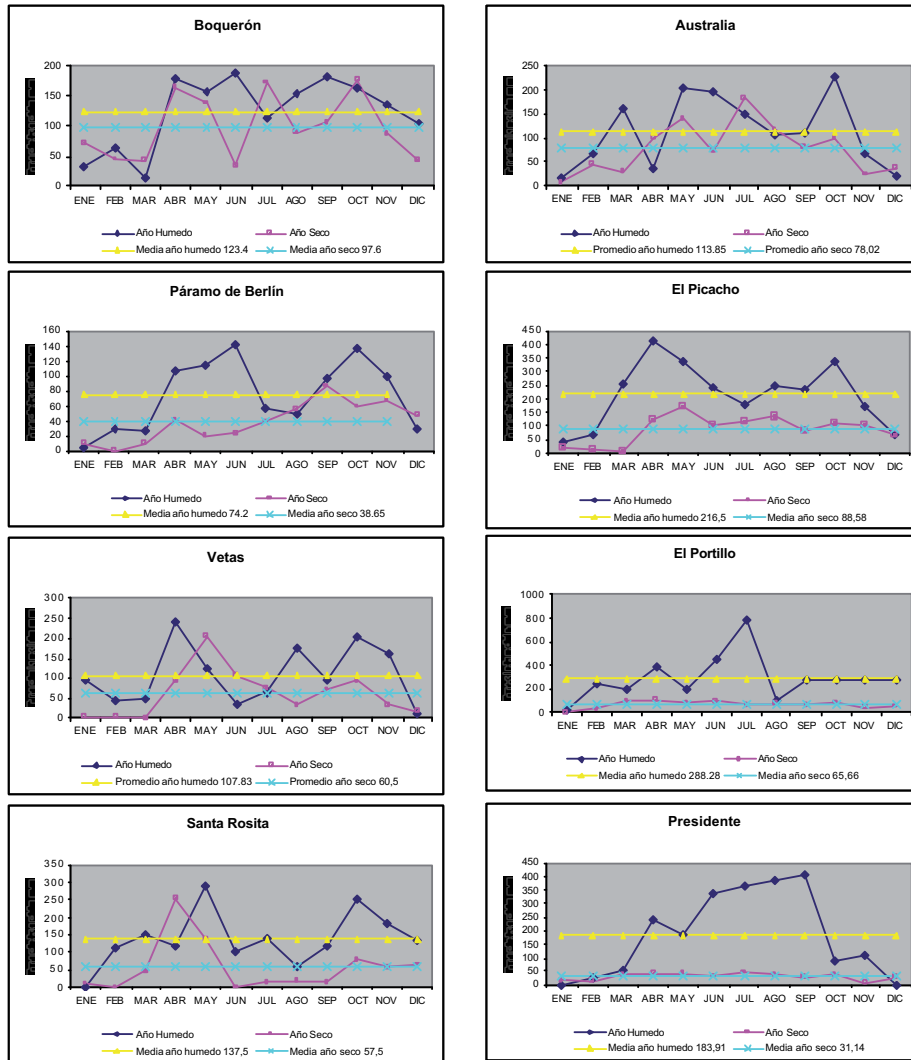 Boquerón
200
150
100
50
0
ENE FEB MAR ABR MAY JUN JUL AGO SEP OCT NOV DIC
Año Humedo Año Seco
Media año humedo 123.4 Media año seco 97.6
Australia
250
200
150
100
50
0
ENE FEB MAR ABR MAY JUN JUL AGO SEP OCT NOV DIC
Año Humedo Año Seco
Promedio año humedo 113.85 Promedio año seco 78,02
Páramo de Berlín
160
140
120
100
80
60
40
20
0
ENE FEB MAR ABR MAY JUN JUL AGO SEP OCT NOV DIC
Año Humedo Año Seco
Media año humedo 74.2 Media año seco 38.65
El Picacho
450
400
350
300
250
200
150
100
50
0
ENE FEB MAR ABR MAY JUN JUL AGO SEP OCT NOV DIC
Año Humedo Año Seco
Media año humedo 216,5 Media año seco 88,58
Vetas
300
250
200
150
100
50
0
ENE FEB MAR ABR MAY JUN JUL AGO SEP OCT NOV DIC
Año Humedo Año Seco
Promedio año humedo 107.83 Promedio año seco 60,5
El Portillo
1000
800
600
400
200
0
ENE FEB MAR ABR MAY JUN JUL AGO SEP OCT NOV DIC
Año Humedo Año Seco
Media año humedo 288.28 Media año seco 65,66
Santa Rosita
350
300
250
200
150
100
50
0
ENE FEB MAR ABR MAY JUN JUL AGO SEP OCT NOV DIC
Año Humedo Año Seco
Media año humedo 137,5 Media año seco 57,5
Presidente
450
400
350
300
250
200
150
100
50
0
ENE FEB MAR ABR MAY JUN JUL AGO SEP OCT NOV DIC
Año Humedo Año Seco
Media año humedo 183,91 Media año seco 31,14